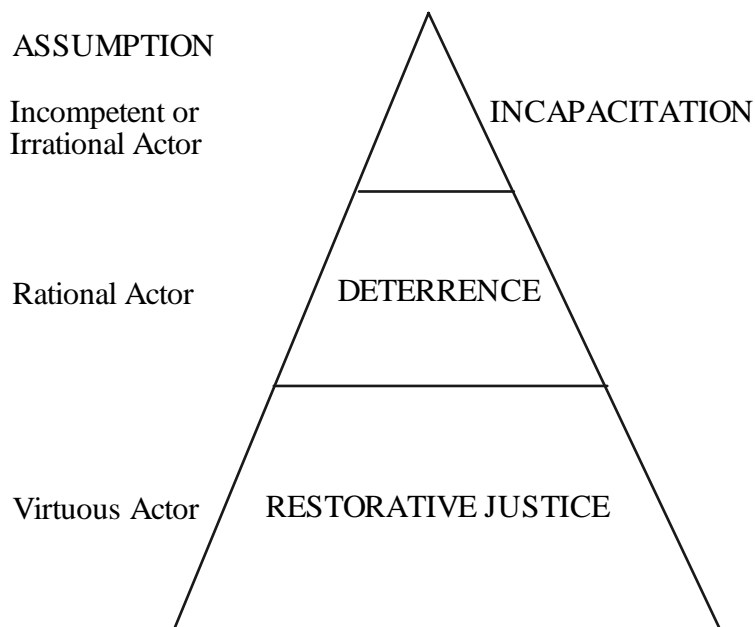 ASSUMPTION
Incompetent or
Irrational Actor
INCAPACITATION
Rational Actor
DETERRENCE
Virtuous Actor
RESTORATIVE JUSTICE